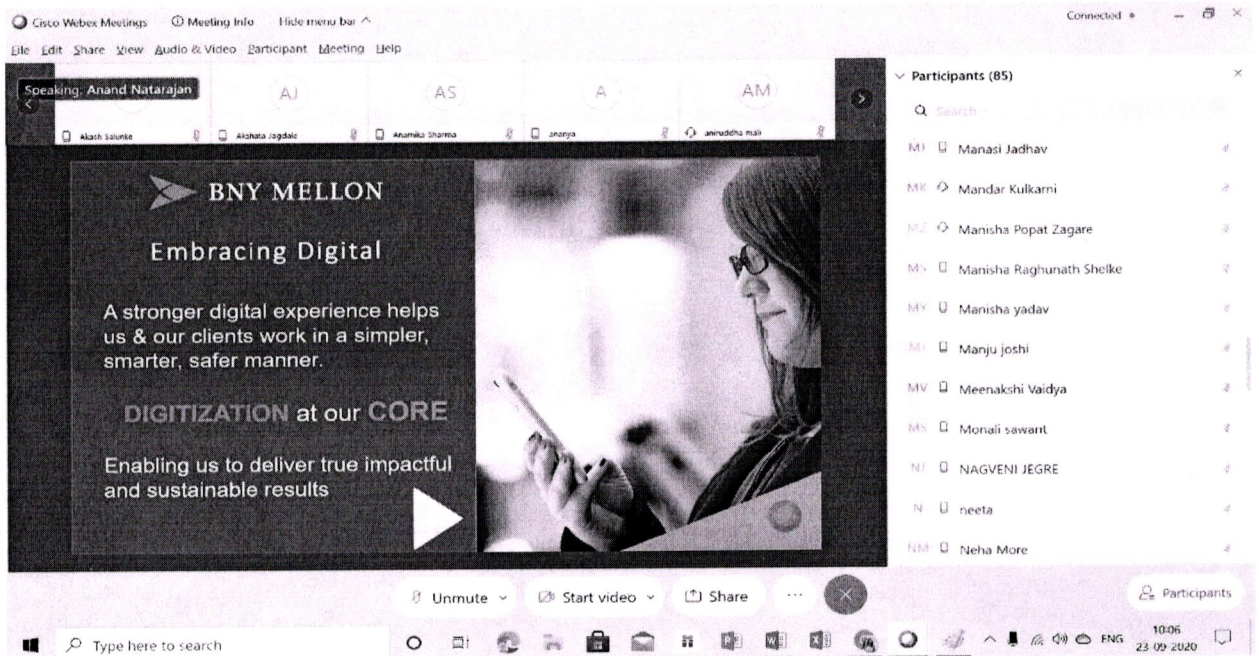 Cisco Webex Meetings Meeting Info Hide menu bar Connected
File Edit Share View Audio & Video Participant Meeting Help
Speaking: Anand Natarajan
AJ AS A AM
Akash Salunke Akshata Jagdale Anamika Sharma ananya aniruddha mali
BNY MELLON
Embracing Digital
A stronger digital experience helps
us & our clients work in a simpler,
smarter, safer manner.
DIGITIZATION at our CORE
Enabling us to deliver true impactful
and sustainable results
Participants (85)
Search
MJ Manasi Jadhav
MK Mandar Kulkarni
MZ Manisha Popat Zagare
MS Manisha Raghunath Shelke
MY Manisha yadav
MJ Manju joshi
MV Meenakshi Vaidya
MS Monali sawant
NJ NAGVENI JEGRE
N neeta
NM Neha More
Unmute Start video Share Participants
Type here to search
ENG
10:06
23-09-2020